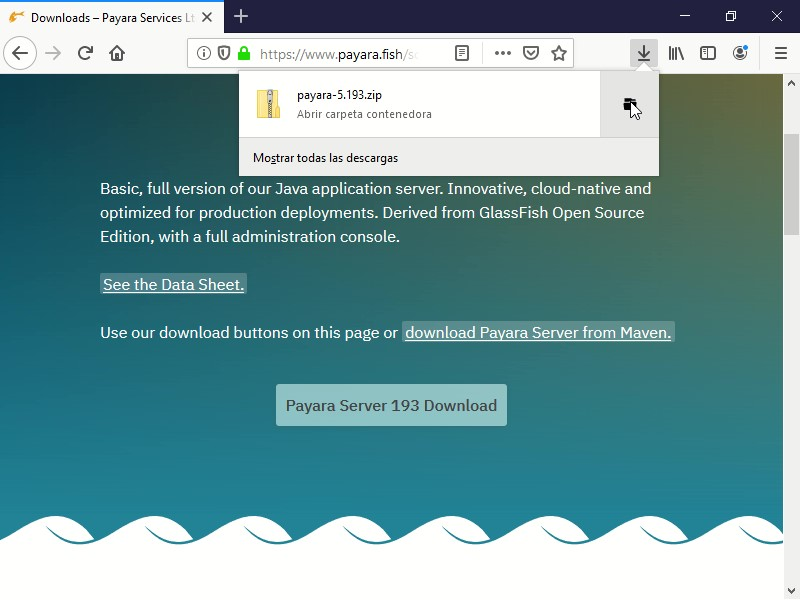 Downloads – Payara Services Lt
https://www.payara.fish/so
payara-5.193.zip
Abrir carpeta contenedora
Mostrar todas las descargas
Basic, full version of our Java application server. Innovative, cloud-native and
optimized for production deployments. Derived from GlassFish Open Source
Edition, with a full administration console.
See the Data Sheet.
Use our download buttons on this page or download Payara Server from Maven.
Payara Server 193 Download